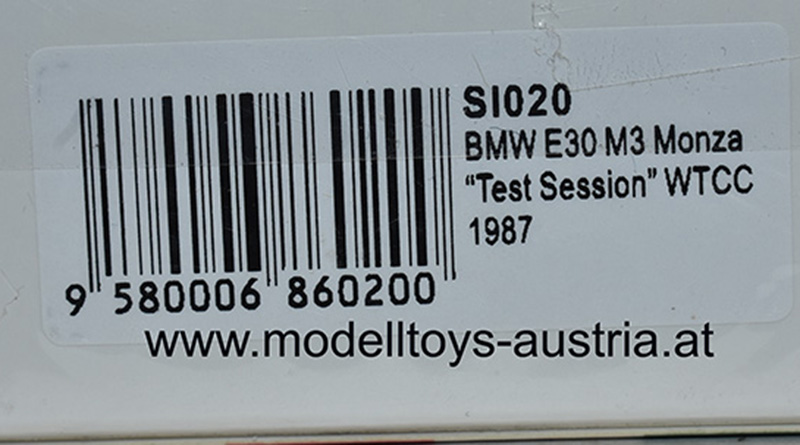 SI020
BMW E30 M3 Monza
“Test Session” WTCC
1987
9 580006 860200
www.modelltoys-austria.at